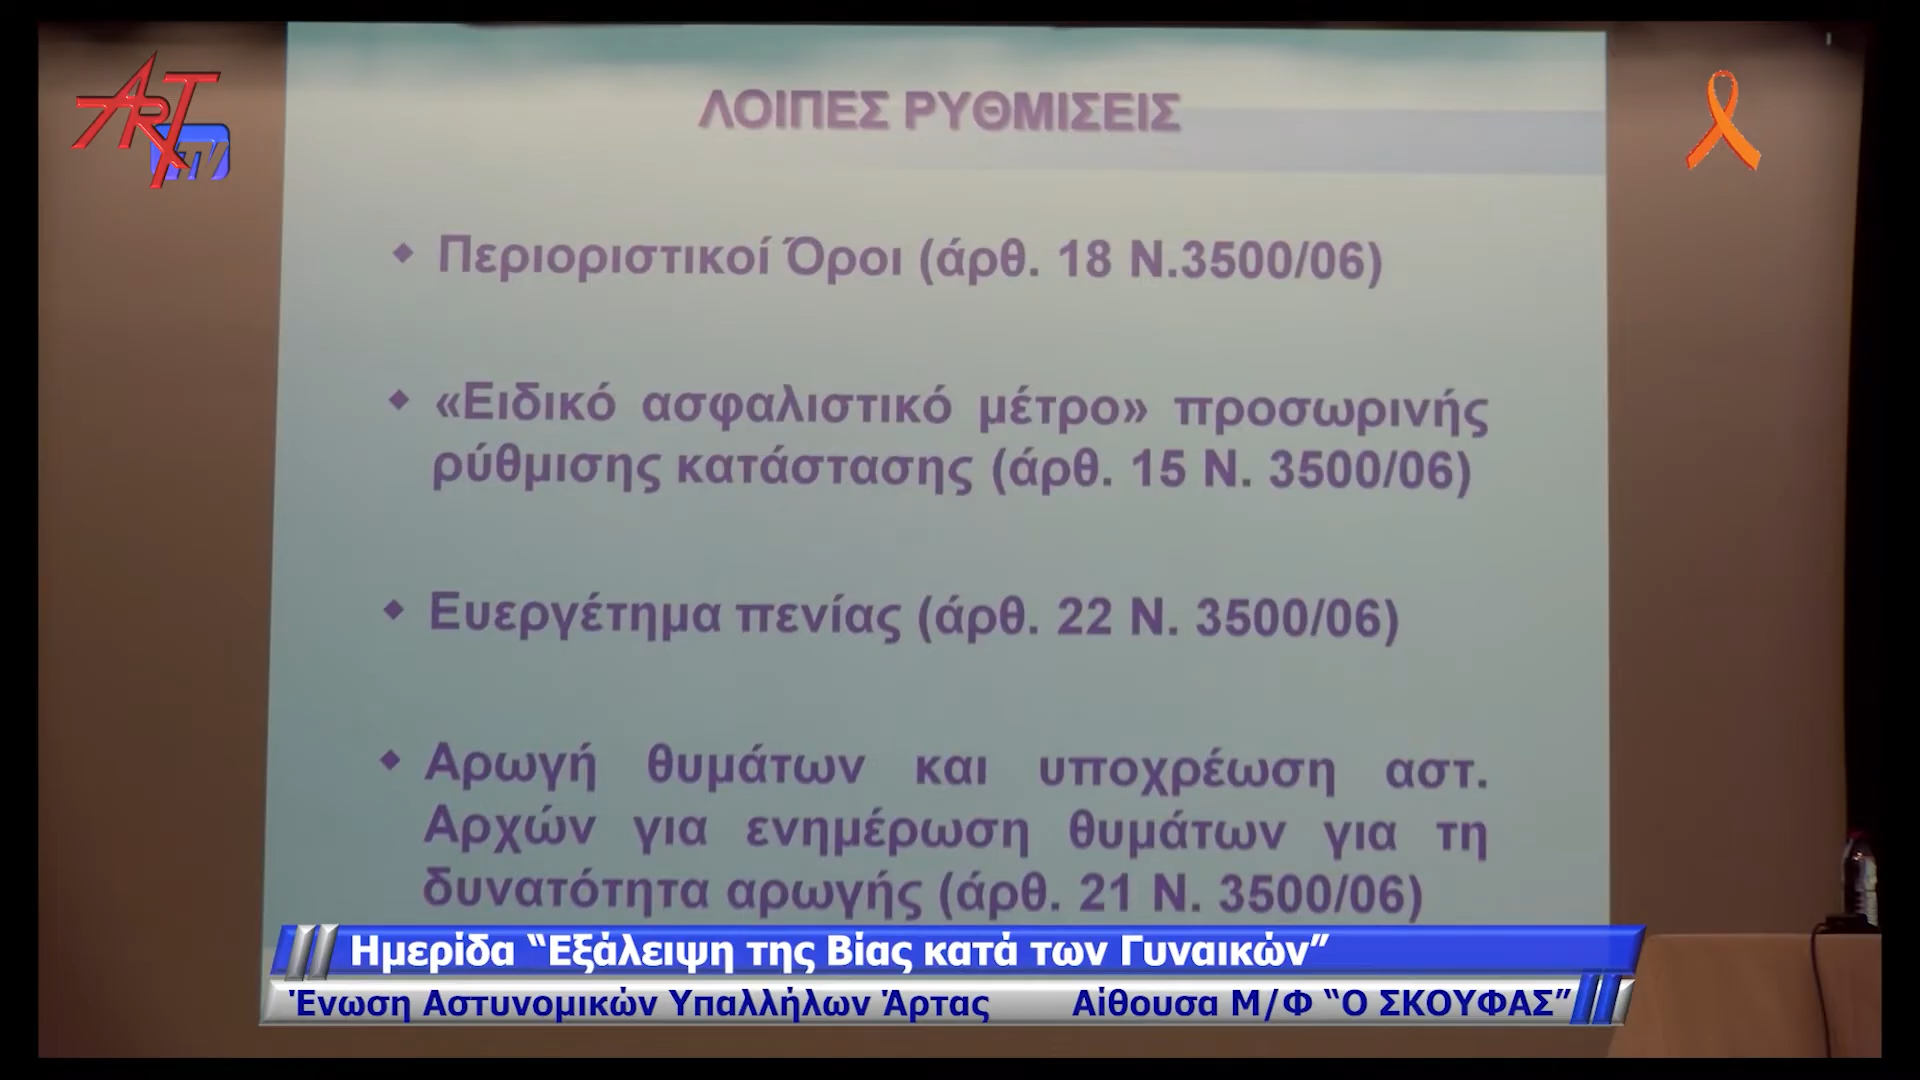 ART TV
ΛΟΙΠΕΣ ΡΥΘΜΙΣΕΙΣ
Περιοριστικοί Όροι (άρθ. 18 Ν.3500/06)
«Ειδικό ασφαλιστικό μέτρο» προσωρινής
ρύθμισης κατάστασης (άρθ. 15 Ν. 3500/06)
Ευεργέτημα πενίας (άρθ. 22 Ν. 3500/06)
Αρωγή θυμάτων και υποχρέωση αστ.
Αρχών για ενημέρωση θυμάτων για τη
δυνατότητα αρωγής (άρθ. 21 Ν. 3500/06)
Ημερίδα “Εξάλειψη της Βίας κατά των Γυναικών”
Ένωση Αστυνομικών Υπαλλήλων Άρτας Αίθουσα Μ/Φ “Ο ΣΚΟΥΦΑΣ”